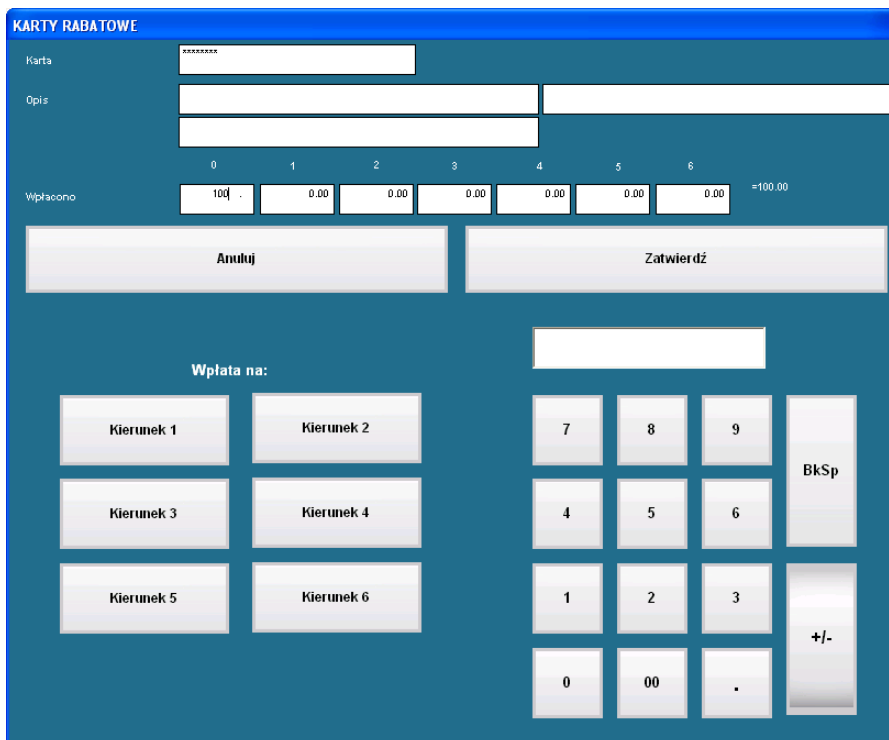 KARTY RABATOWE
Karta ********
Opis
0 1 2 3 4 5 6
Wpłacono 100 . 0.00 0.00 0.00 0.00 0.00 0.00 =100.00
Anuluj Zatwierdź
Wpłata na:
Kierunek 1 Kierunek 2 7 8 9 BkSp
Kierunek 3 Kierunek 4 4 5 6
Kierunek 5 Kierunek 6 1 2 3 +/-
0 00 .